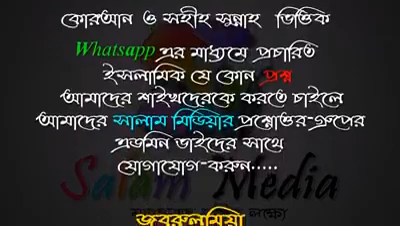 কোরআন ও সহীহ সুন্নাহ ভিত্তিক
Whatsapp এর মাধ্যমে প্রচারিত
ইসলামিক যে কোন প্রশ্ন
আমাদের শাইখদেরকে করতে চাইলে
আমাদের সালাম মিডিয়ার প্রশ্নোত্তর-গ্রুপের
এডমিন ভাইদের সাথে
যোগাযোগ-করুন.....
Salam Media
জবরুলমিয়া